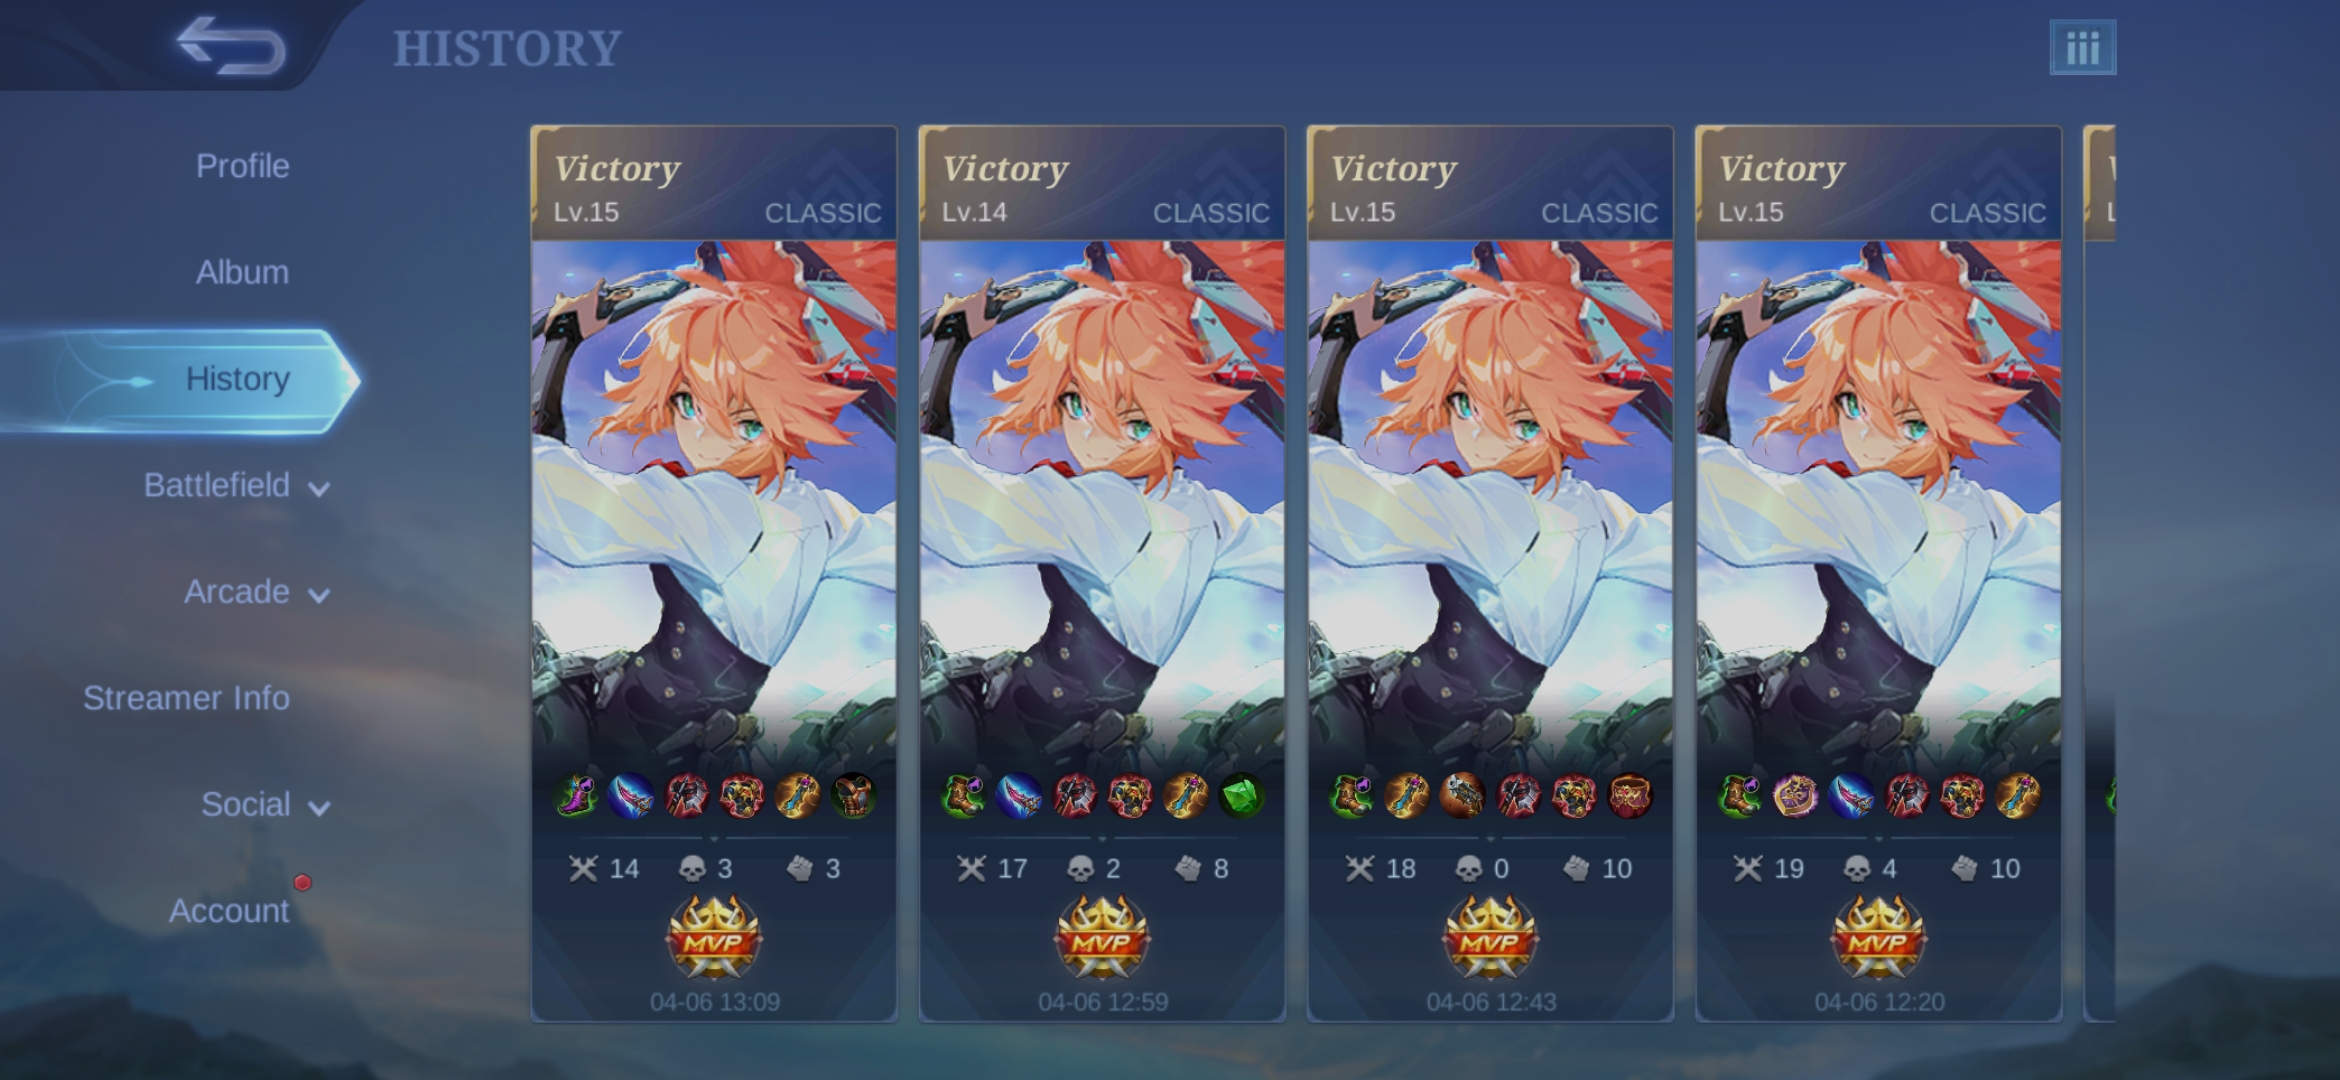 HISTORY
Profile
Album
History
Battlefield
Arcade
Streamer Info
Social
Account
Victory
Lv.15 CLASSIC
14 3 3
MVP
04-06 13:09
Victory
Lv.14 CLASSIC
17 2 8
MVP
04-06 12:59
Victory
Lv.15 CLASSIC
18 0 10
MVP
04-06 12:43
Victory
Lv.15 CLASSIC
19 4 10
MVP
04-06 12:20